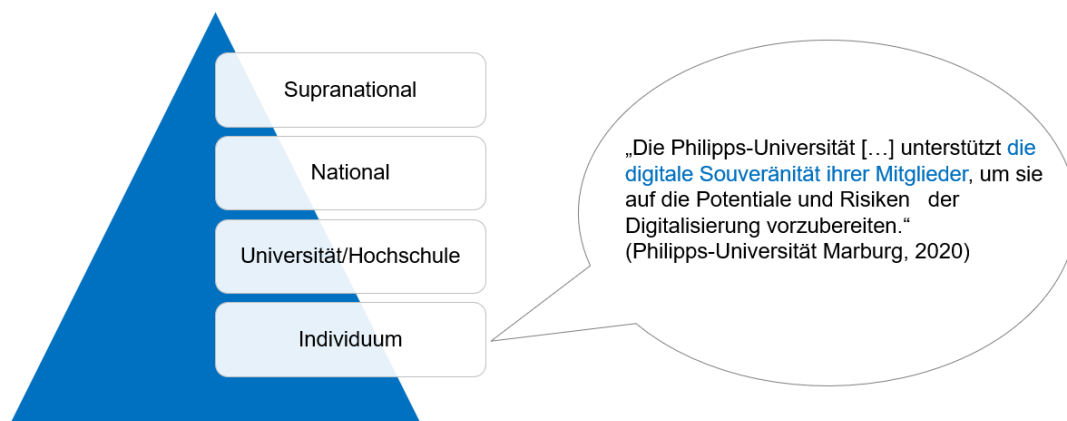 Supranational
National
Universität/Hochschule
Individuum
„Die Philipps-Universität [...] unterstützt die
digitale Souveränität ihrer Mitglieder, um sie
auf die Potentiale und Risiken der
Digitalisierung vorzubereiten.“
(Philipps-Universität Marburg, 2020)